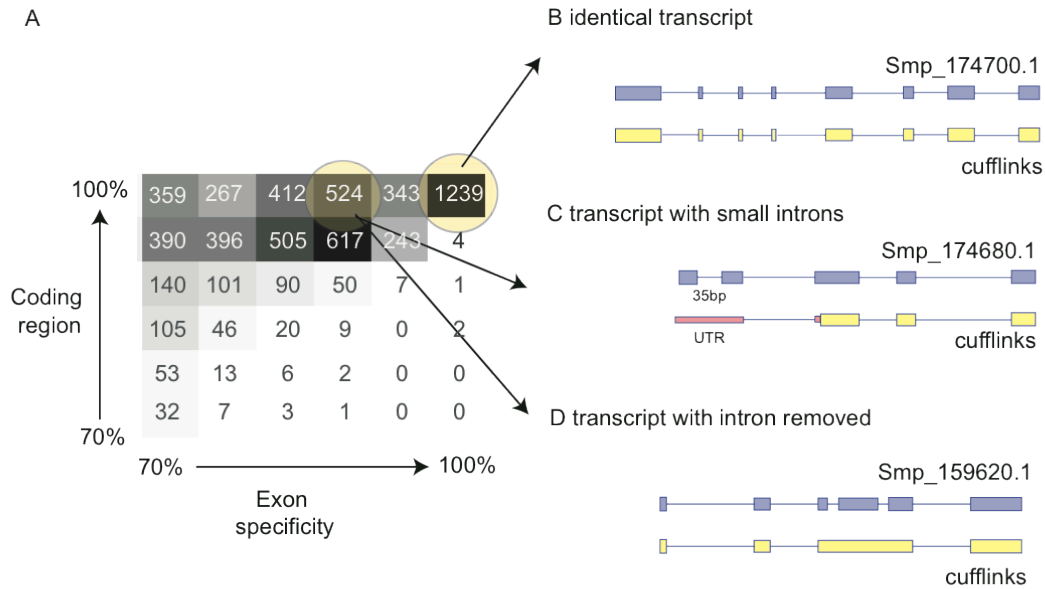 A
B identical transcript
Smp_174700.1
cufflinks
C transcript with small introns
Smp_174680.1
35bp
UTR
cufflinks
D transcript with intron removed
Smp_159620.1
cufflinks
100%
359 267 412 524 343 1239
390 396 505 617 243 4
140 101 90 50 7 1
105 46 20 9 0 2
53 13 6 2 0 0
32 7 3 1 0 0
Coding
region
70%
70%
100%
Exon
specificity